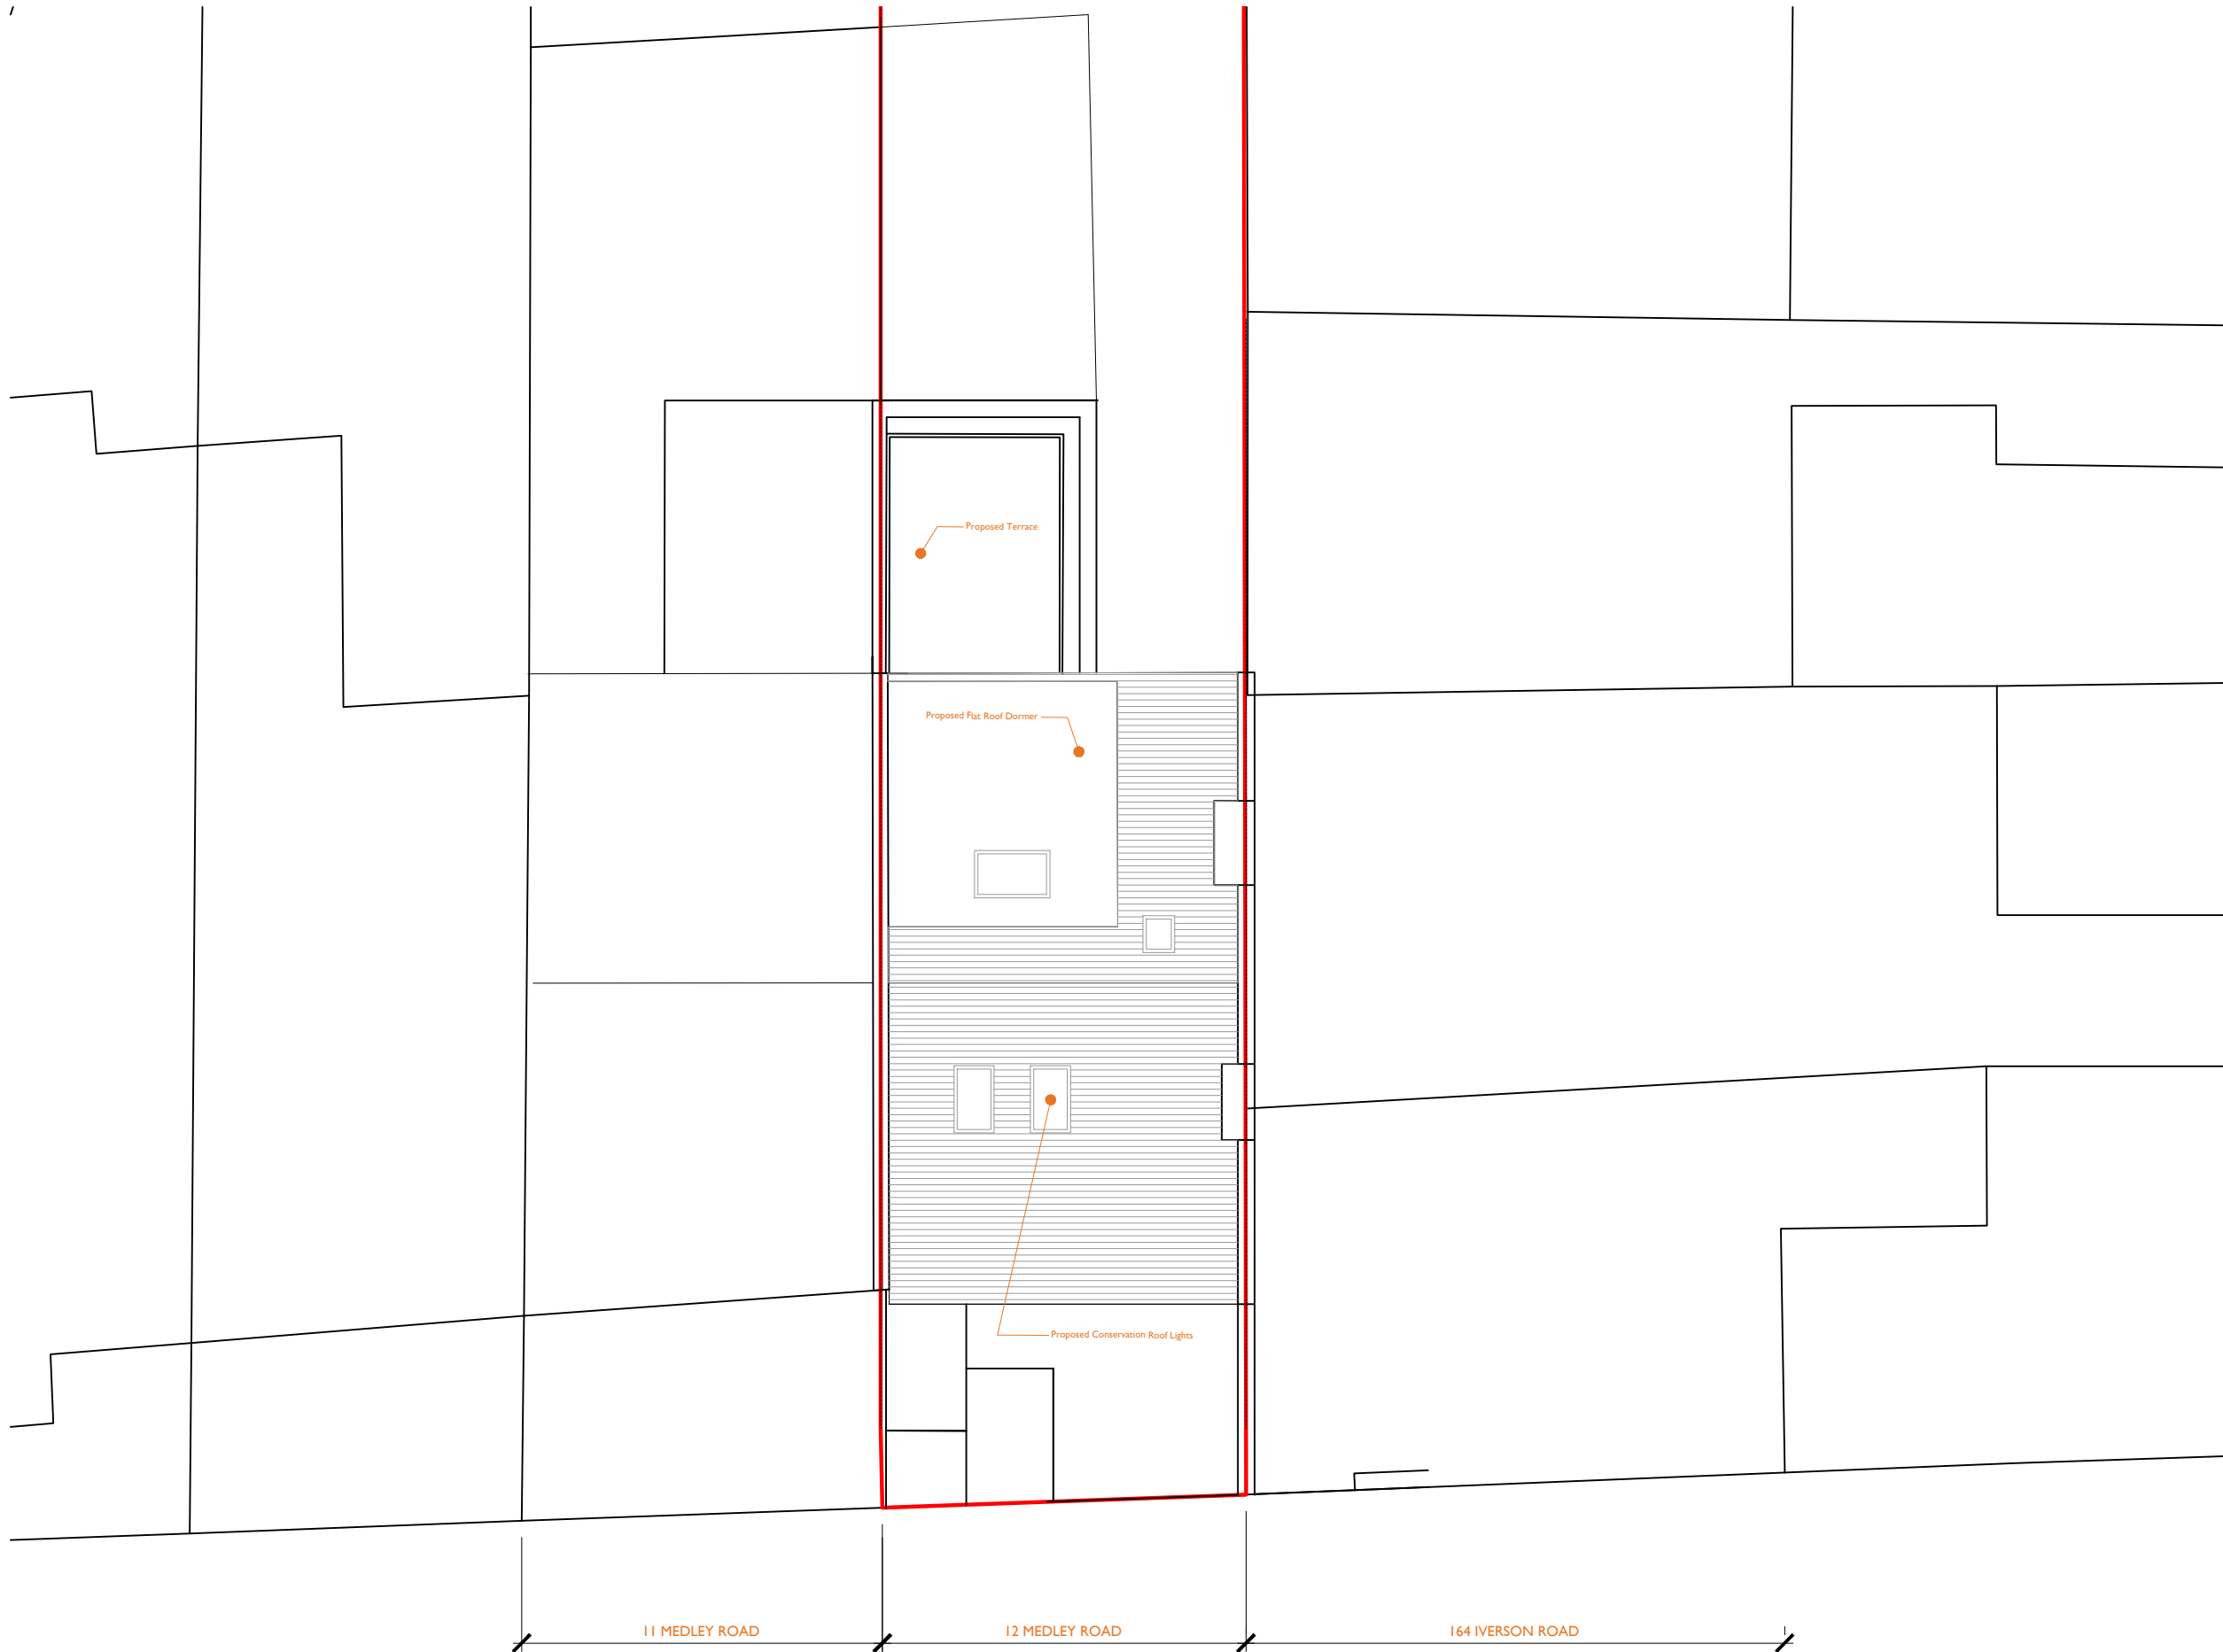 Proposed Terrace
Proposed Flat Roof Dormer
Proposed Conservation Roof Lights
11 MEDLEY ROAD
12 MEDLEY ROAD
164 IVERSON ROAD